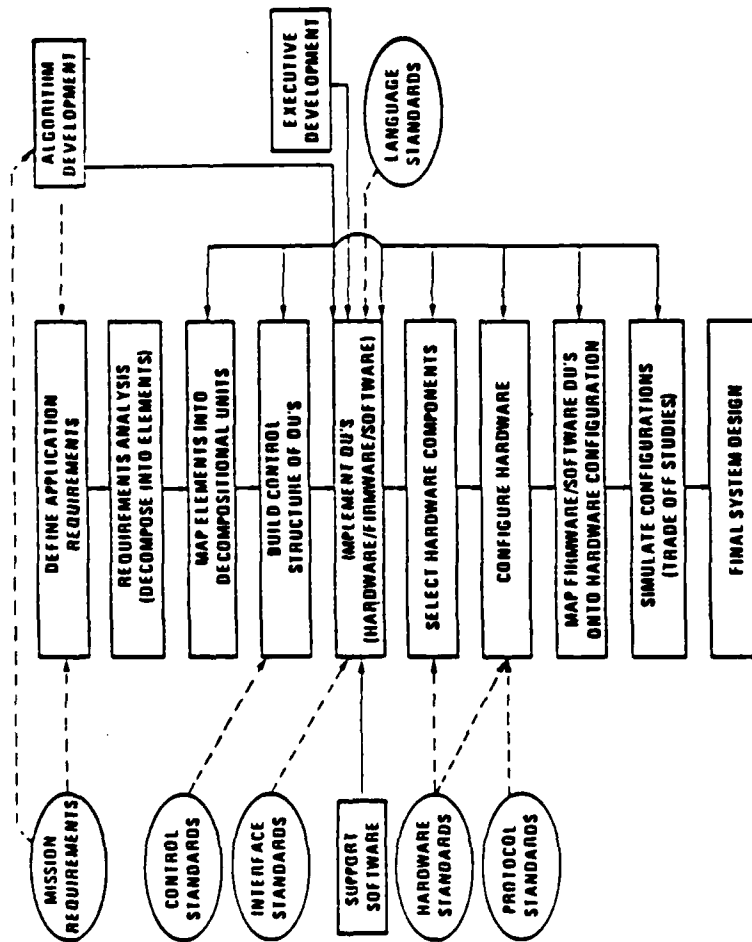 MISSION
REQUIREMENTS
CONTROL
STANDARDS
INTERFACE
STANDARDS
SUPPORT
SOFTWARE
HARDWARE
STANDARDS
PROTOCOL
STANDARDS
DEFINE APPLICATION
REQUIREMENTS
REQUIREMENTS ANALYSIS
(DECOMPOSE INTO ELEMENTS)
MAP ELEMENTS INTO
DECOMPOSITIONAL UNITS
BUILD CONTROL
STRUCTURE OF DU'S
IMPLEMENT DU'S
(HARDWARE/FIRMWARE/SOFTWARE)
SELECT HARDWARE COMPONENTS
CONFIGURE HARDWARE
MAP FIRMWARE/SOFTWARE DU'S
ONTO HARDWARE CONFIGURATION
SIMULATE CONFIGURATIONS
(TRADE OFF STUDIES)
FINAL SYSTEM DESIGN
ALGORITHM
DEVELOPMENT
EXECUTIVE
DEVELOPMENT
LANGUAGE
STANDARDS